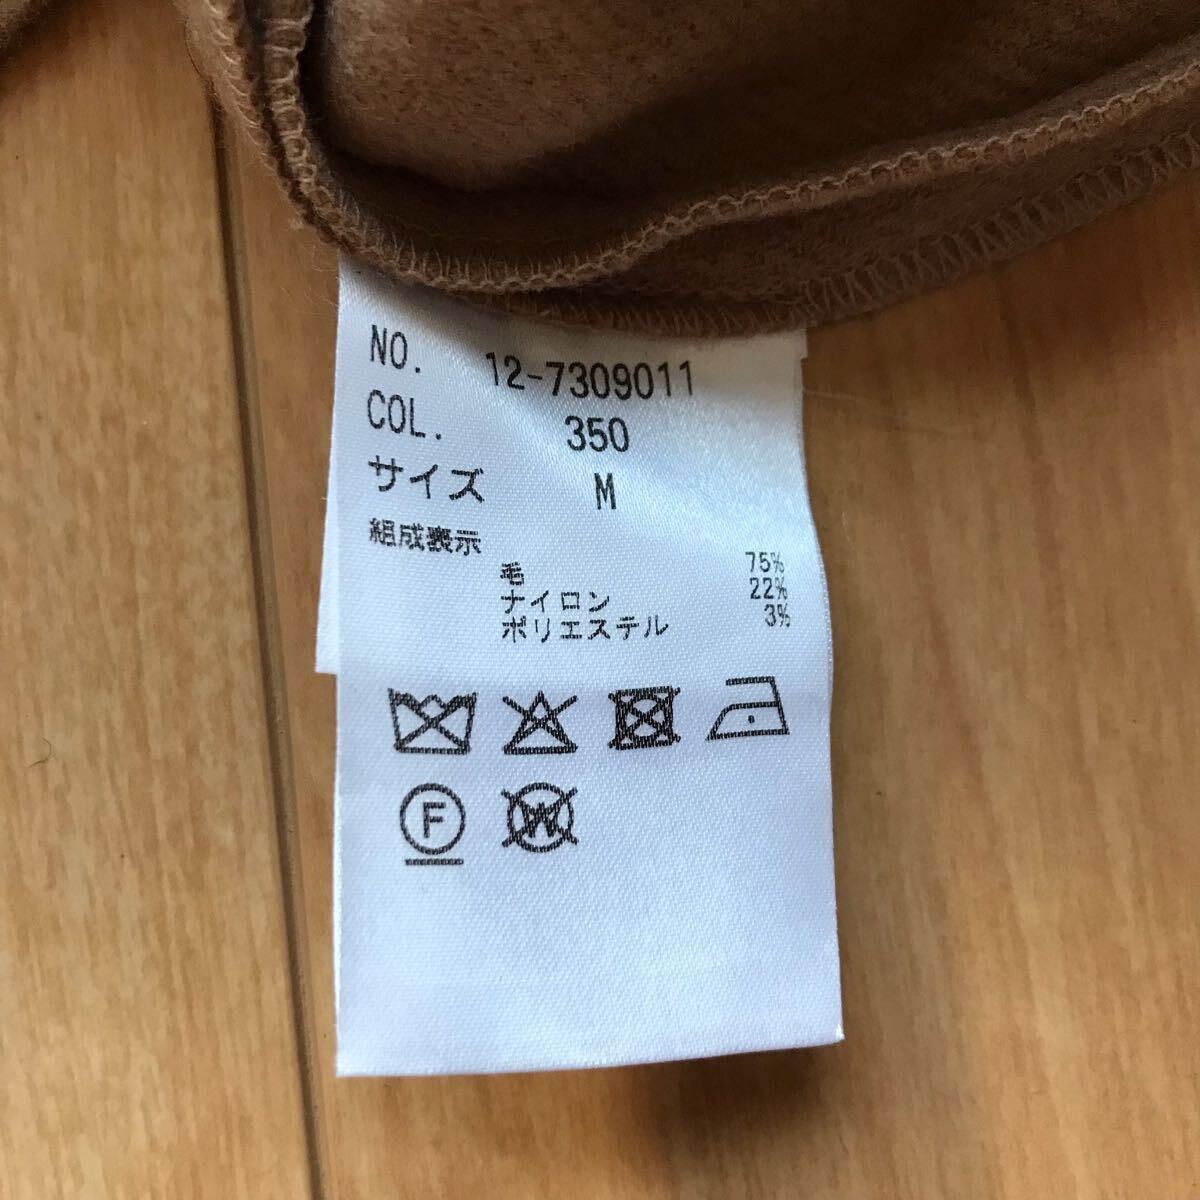 NO. 12-7309011
COL. 350
サイズ M
組成表示
毛 75%
ナイロン 22%
ポリエステル 3%
F W